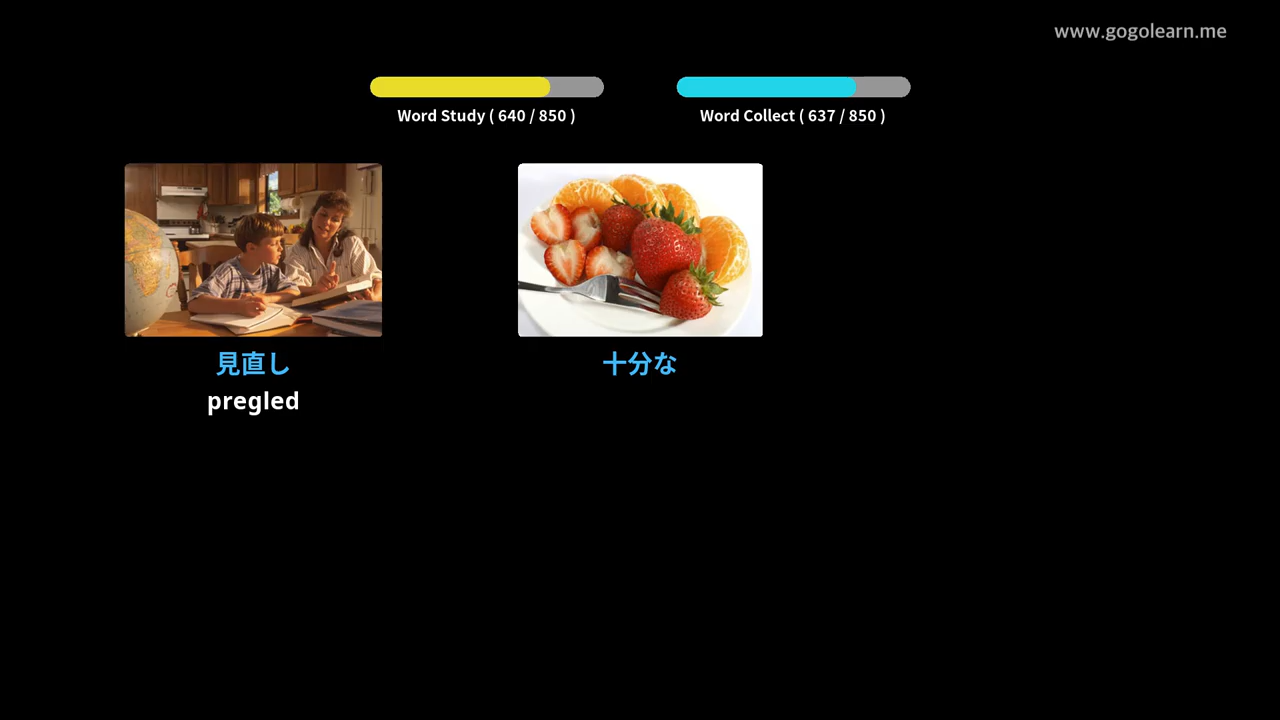 www.gogolearn.me
Word Study ( 640 / 850 )
Word Collect ( 637 / 850 )
見直し
pregled
十分な